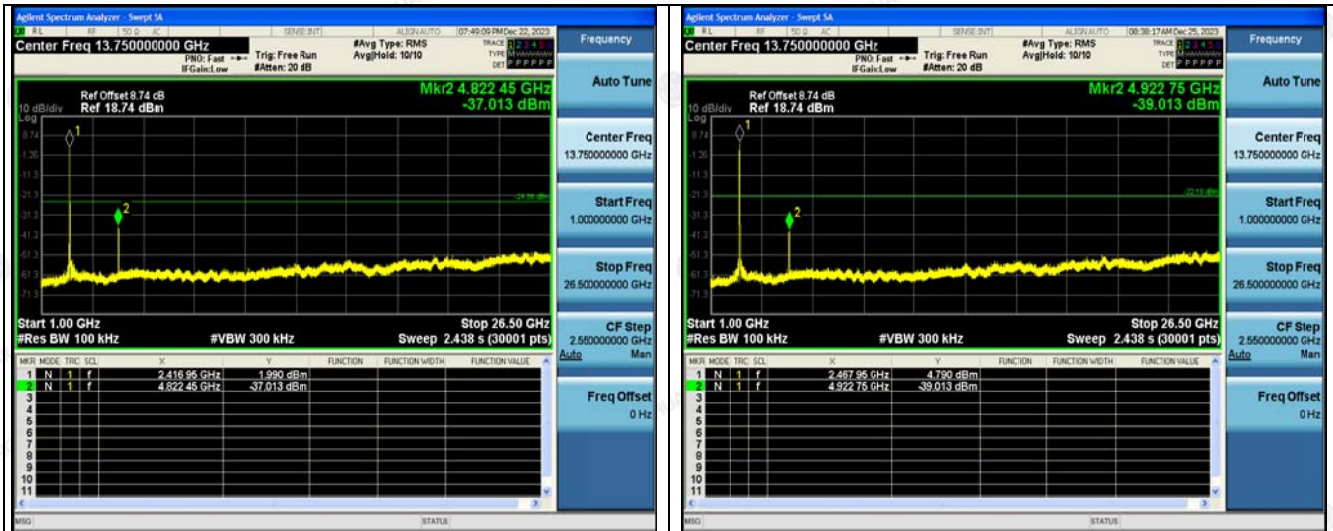 Agilent Spectrum Analyzer - Swept SA
RL RF 50 Ω AC SENSE:INT ALIGN AUTO 07:49:09 PM Dec 22, 2023
Center Freq 13.750000000 GHz
#Avg Type: RMS
TRACE 1 2 3 4 5 6
PNO: Fast Trig: Free Run Avg|Hold: 10/10
TYPE
IFGain:Low #Atten: 20 dB
DET P P P P P P
Mkr2 4.822 45 GHz
Ref Offset 8.74 dB
10 dB/div Ref 18.74 dBm
-37.013 dBm
Log
8.74
1
-1.26
-11.3
-21.3
2
-31.3
-41.3
-51.3
-61.3
-71.3
Start 1.00 GHz Stop 26.50 GHz
#Res BW 100 kHz #VBW 300 kHz Sweep 2.438 s (30001 pts)
MKR MODE TRC SCL X Y FUNCTION FUNCTION WIDTH FUNCTION VALUE
1 N 1 f 2.416 95 GHz 1.990 dBm
2 N 1 f 4.822 45 GHz -37.013 dBm
3
4
5
6
7
8
9
10
11
MSG STATUS
Frequency
Auto Tune
Center Freq
13.750000000 GHz
Start Freq
1.000000000 GHz
Stop Freq
26.500000000 GHz
CF Step
2.550000000 GHz
Auto Man
Freq Offset
0 Hz
Agilent Spectrum Analyzer - Swept SA
RL RF 50 Ω AC SENSE:INT ALIGN AUTO 08:38:17 AM Dec 25, 2023
Center Freq 13.750000000 GHz
#Avg Type: RMS
TRACE 1 2 3 4 5 6
PNO: Fast Trig: Free Run Avg|Hold: 10/10
TYPE
IFGain:Low #Atten: 20 dB
DET P P P P P P
Mkr2 4.922 75 GHz
Ref Offset 8.74 dB
10 dB/div Ref 18.74 dBm
-39.013 dBm
Log
8.74
1
-1.26
-11.3
-21.3
2
-31.3
-41.3
-51.3
-61.3
-71.3
Start 1.00 GHz Stop 26.50 GHz
#Res BW 100 kHz #VBW 300 kHz Sweep 2.438 s (30001 pts)
MKR MODE TRC SCL X Y FUNCTION FUNCTION WIDTH FUNCTION VALUE
1 N 1 f 2.467 95 GHz 4.790 dBm
2 N 1 f 4.922 75 GHz -39.013 dBm
3
4
5
6
7
8
9
10
11
MSG STATUS
Frequency
Auto Tune
Center Freq
13.750000000 GHz
Start Freq
1.000000000 GHz
Stop Freq
26.500000000 GHz
CF Step
2.550000000 GHz
Auto Man
Freq Offset
0 Hz